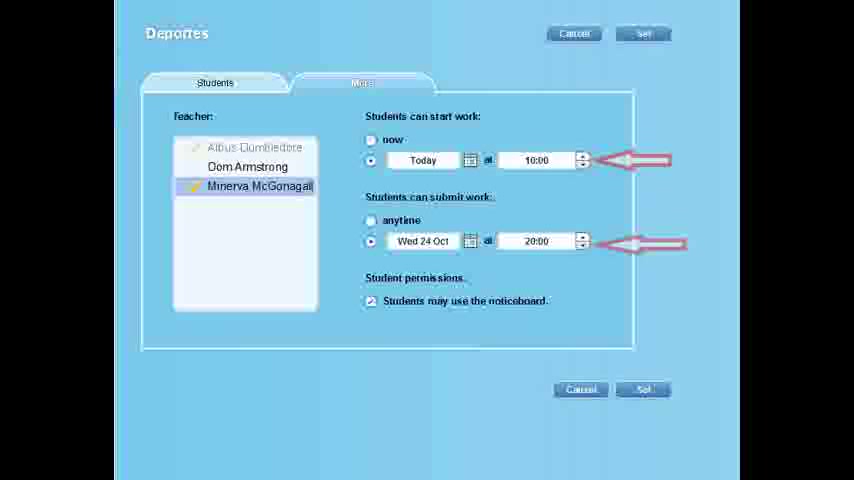 Deportes
Cancel
Set
Students
More
Teacher:
Albus Dumbledore
Dom Armstrong
Minerva McGonagall
Students can start work:
now
Today
at
10:00
Students can submit work:
anytime
Wed 24 Oct
at
20:00
Student permissions.
Students may use the noticeboard.
Cancel
Set